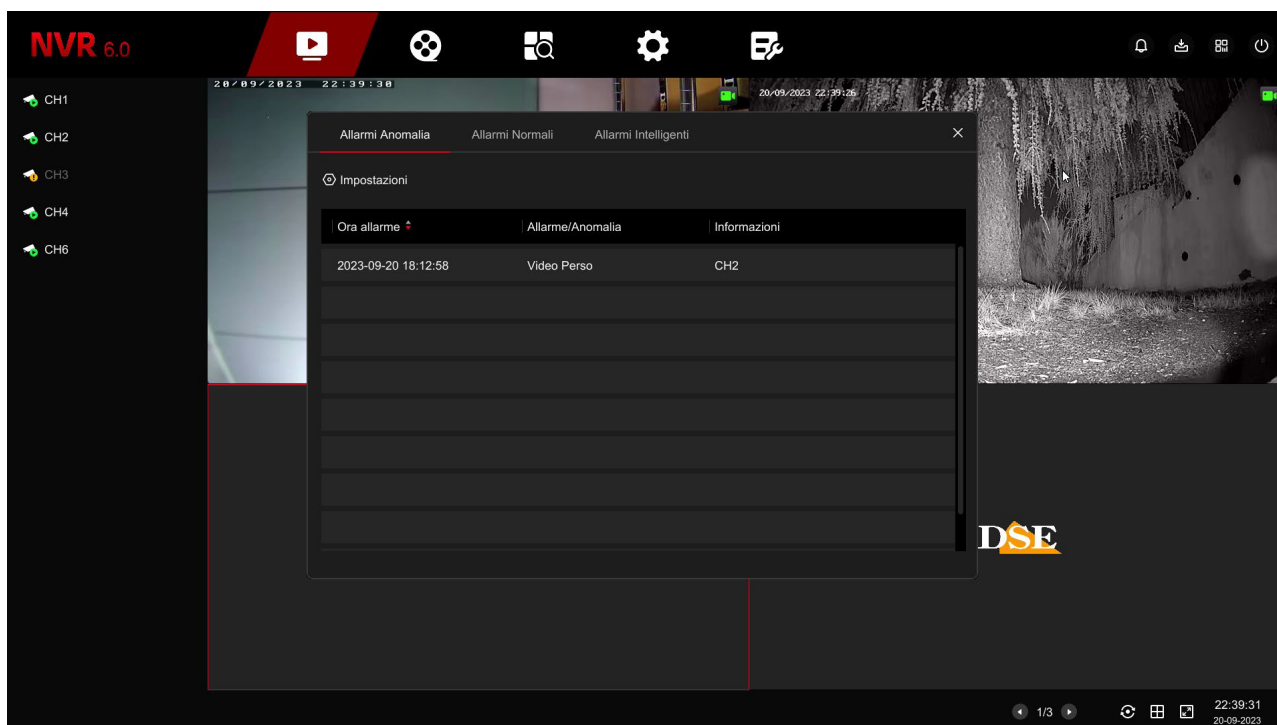 NVR 6.0
20/09/2023 22:39:30
20/09/2023 22:39:26
CH1
CH2
CH3
CH4
CH6
Allarmi Anomalia
Allarmi Normali
Allarmi Intelligenti
Impostazioni
Ora allarme
Allarme/Anomalia
Informazioni
2023-09-20 18:12:58
Video Perso
CH2
DSE
1/3
22:39:31
20-09-2023